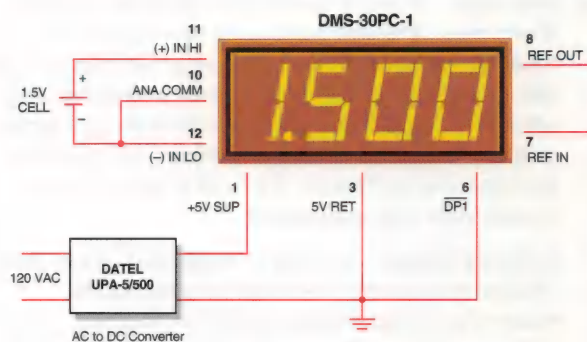 DMS-30PC-1
11
(+) IN HI
10
ANA COMM
12
(–) IN LO
8
REF OUT
7
REF IN
1.5V
CELL
+
–
1.500
1
+5V SUP
3
5V RET
6
DP1
120 VAC
DATEL
UPA-5/500
AC to DC Converter